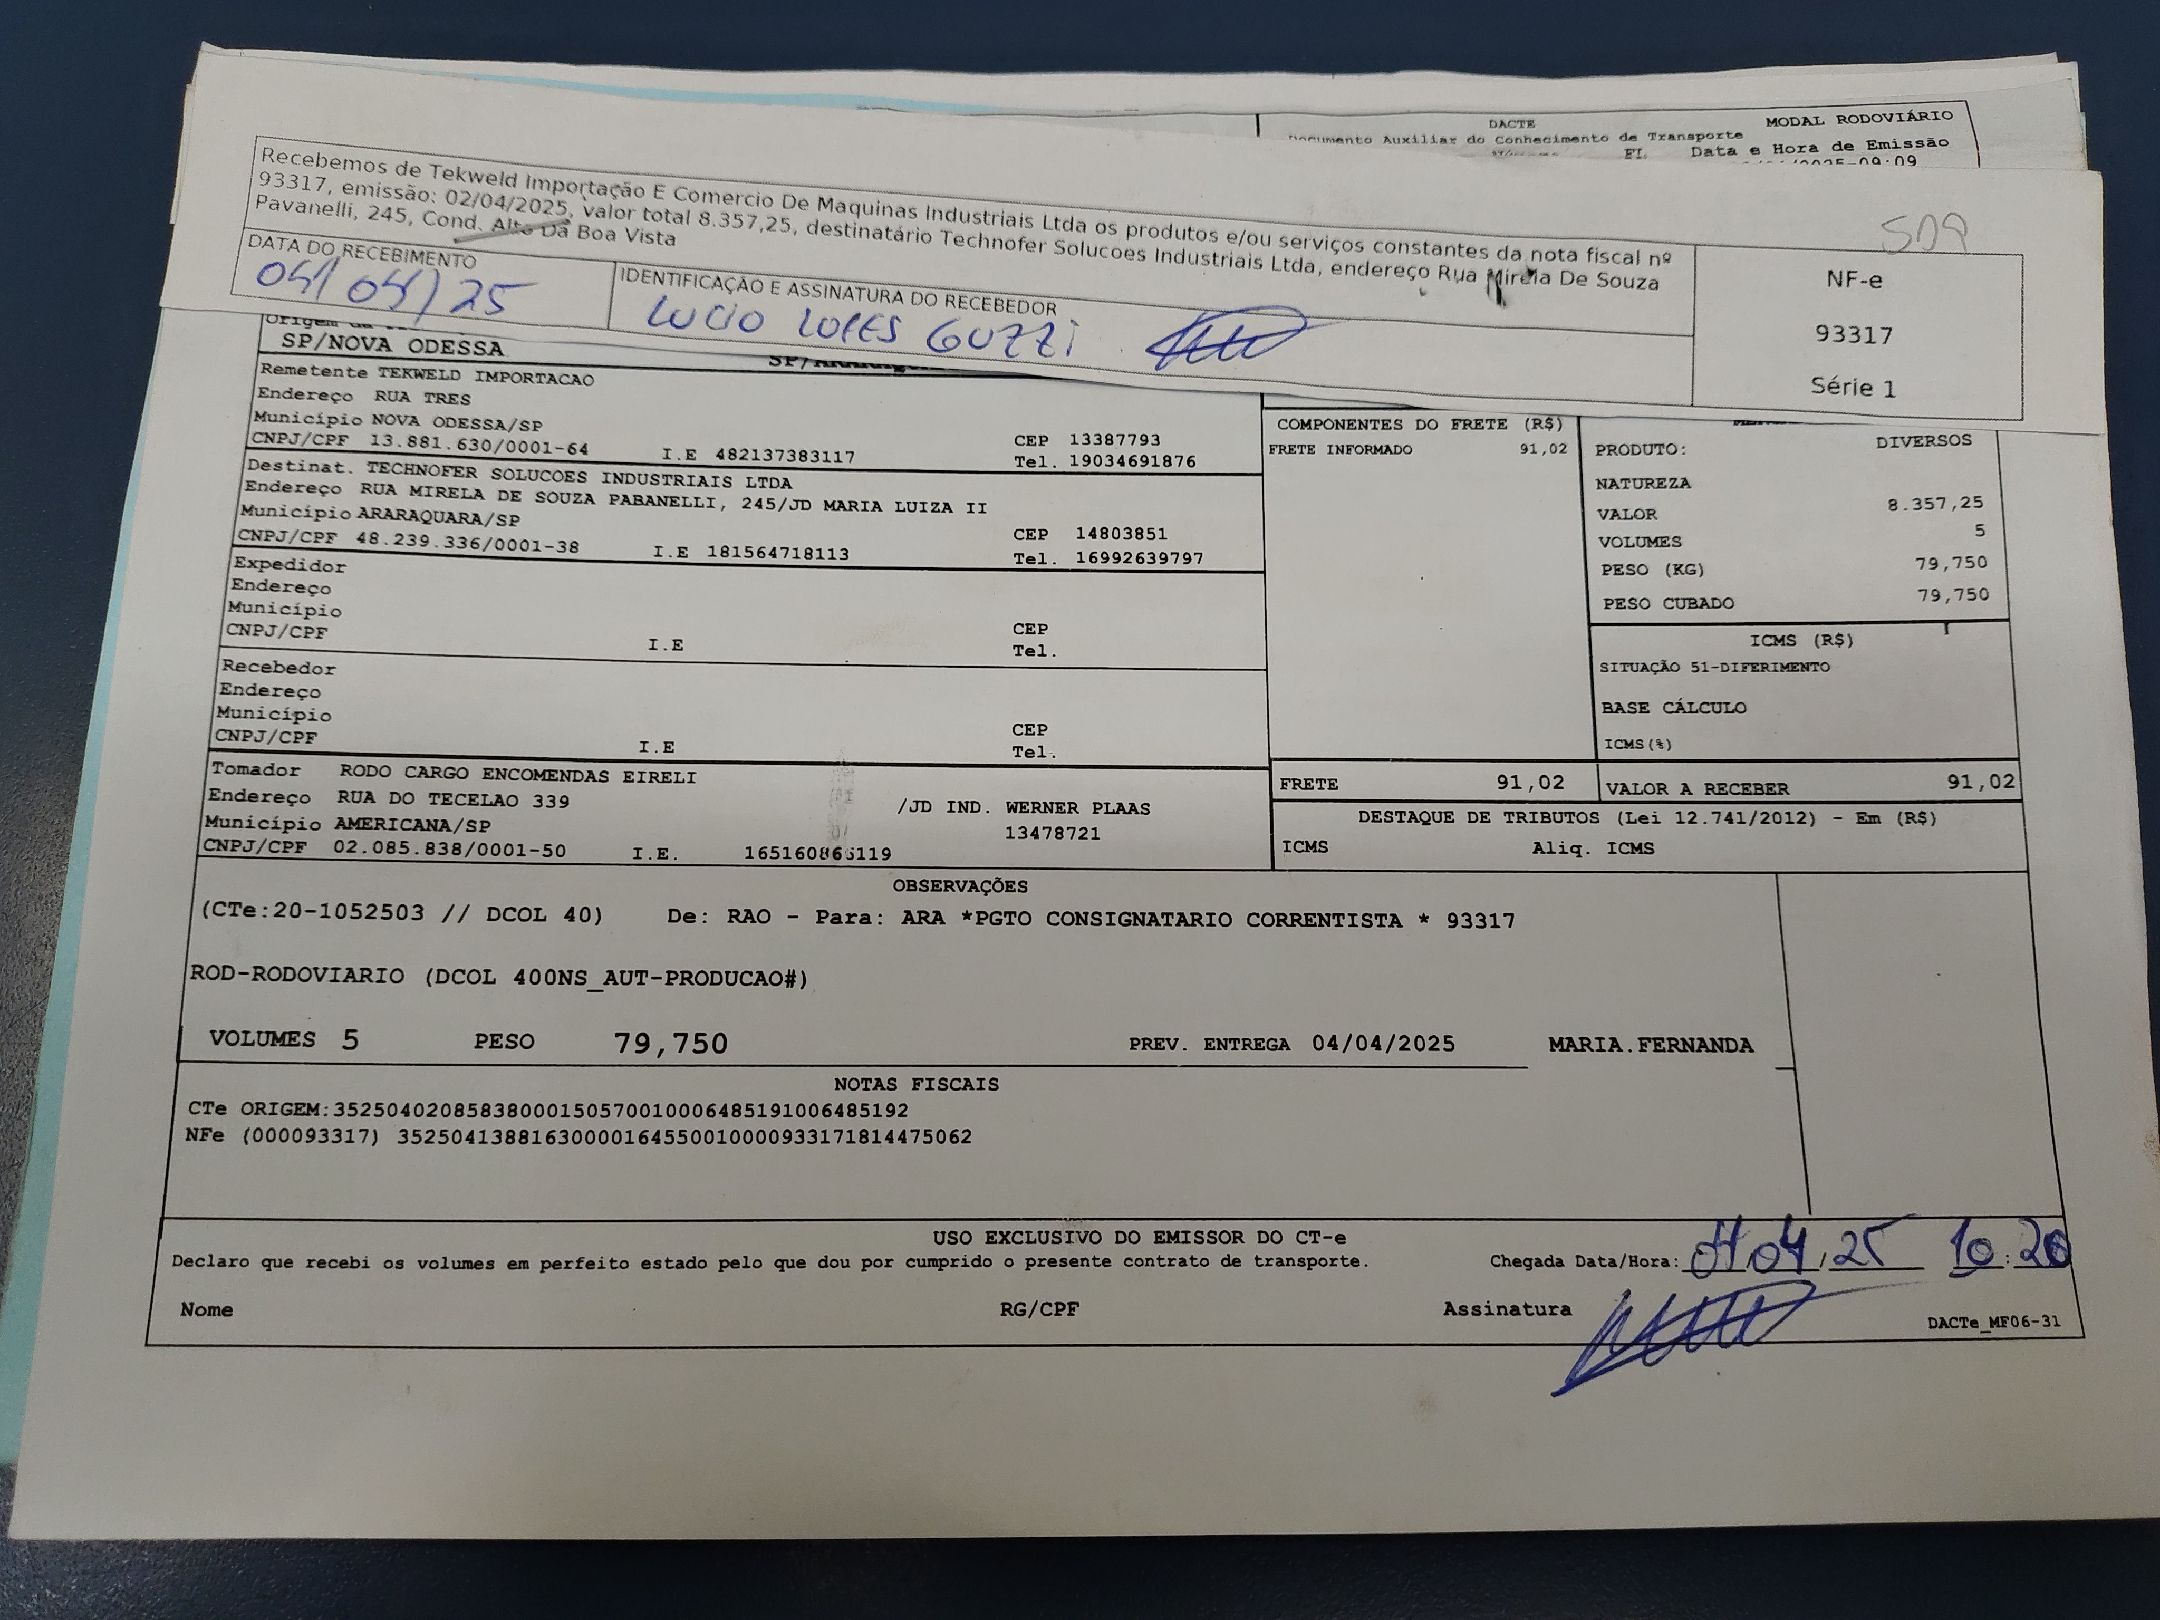 DACTE
MODAL RODOVIÁRIO
Documento Auxiliar do Conhecimento de Transporte
FL Data e Hora de Emissão
09:09
Recebemos de Tekweld Importação E Comercio De Maquinas Industriais Ltda os produtos e/ou serviços constantes da nota fiscal nº
93317, emissão: 02/04/2025, valor total 8.357,25, destinatário Technofer Solucoes Industriais Ltda, endereço Rua Mirela De Souza
Pavanelli, 245, Cond. Alto Da Boa Vista
DATA DO RECEBIMENTO
04/04/25
IDENTIFICAÇÃO E ASSINATURA DO RECEBEDOR
LUCIO LOPES GUZZI
NF-e
93317
Série 1
SP/NOVA ODESSA
Remetente TEKWELD IMPORTACAO
Endereço RUA TRES
Município NOVA ODESSA/SP
CNPJ/CPF 13.881.630/0001-64 I.E 482137383117
CEP 13387793
Tel. 19034691876
Destinat. TECHNOFER SOLUCOES INDUSTRIAIS LTDA
Endereço RUA MIRELA DE SOUZA PABANELLI, 245/JD MARIA LUIZA II
Município ARARAQUARA/SP
CNPJ/CPF 48.239.336/0001-38 I.E 181564718113
CEP 14803851
Tel. 16992639797
Expedidor
Endereço
Município
CNPJ/CPF I.E
CEP
Tel.
Recebedor
Endereço
Município
CNPJ/CPF I.E
CEP
Tel.
Tomador RODO CARGO ENCOMENDAS EIRELI
Endereço RUA DO TECELAO 339 /JD IND. WERNER PLAAS
Município AMERICANA/SP 13478721
CNPJ/CPF 02.085.838/0001-50 I.E. 165160866119
COMPONENTES DO FRETE (R$)
FRETE INFORMADO 91,02
PRODUTO: DIVERSOS
NATUREZA
VALOR 8.357,25
VOLUMES 5
PESO (KG) 79,750
PESO CUBADO 79,750
ICMS (R$)
SITUAÇÃO 51-DIFERIMENTO
BASE CÁLCULO
ICMS(%)
FRETE 91,02
VALOR A RECEBER 91,02
DESTAQUE DE TRIBUTOS (Lei 12.741/2012) - Em (R$)
ICMS Aliq. ICMS
OBSERVAÇÕES
(CTe:20-1052503 // DCOL 40) De: RAO - Para: ARA *PGTO CONSIGNATARIO CORRENTISTA * 93317
ROD-RODOVIARIO (DCOL 400NS_AUT-PRODUCAO#)
VOLUMES 5 PESO 79,750 PREV. ENTREGA 04/04/2025 MARIA.FERNANDA
NOTAS FISCAIS
CTe ORIGEM:35250402085838000150570010006485191006485192
NFe (000093317) 35250413881630000164550010000933171814475062
USO EXCLUSIVO DO EMISSOR DO CT-e
Declaro que recebi os volumes em perfeito estado pelo que dou por cumprido o presente contrato de transporte.
Chegada Data/Hora: 04/04/25 10:20
Nome RG/CPF Assinatura
DACTe_MF06-31